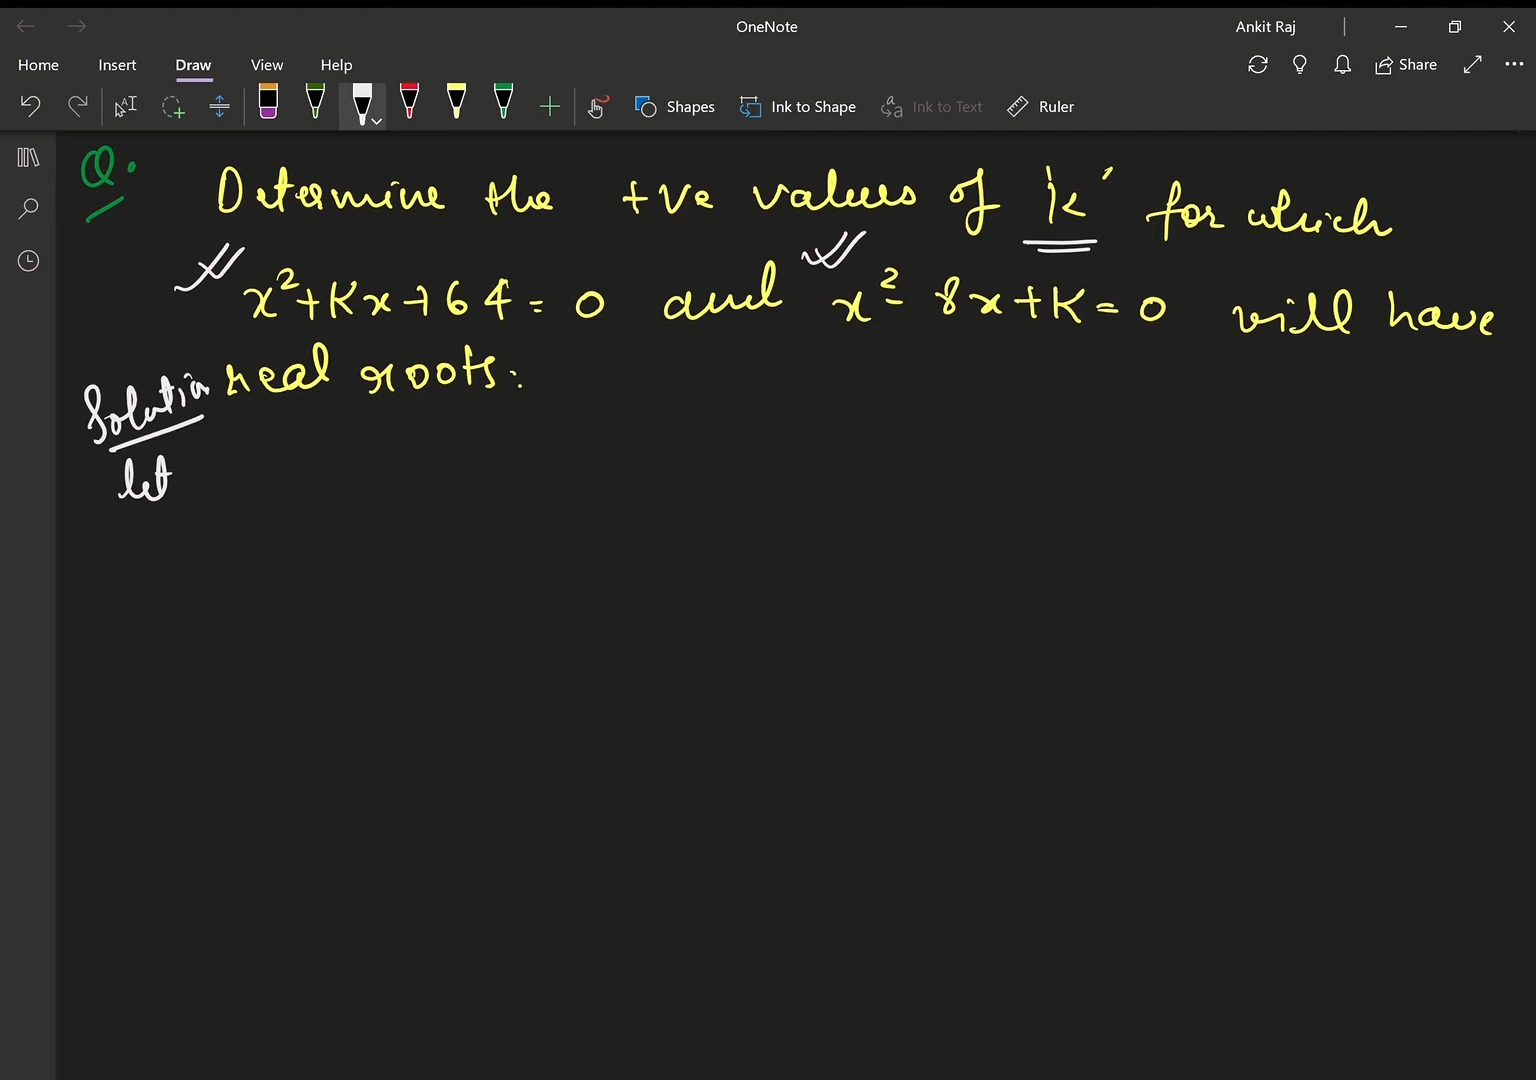 OneNote
Ankit Raj
Home Insert Draw View Help
Share
Shapes Ink to Shape Ink to Text Ruler
Q. Determine the +ve values of 'k' for which
x²+Kx+64=0 and x²-8x+K=0 will have
real roots.
Solution
let